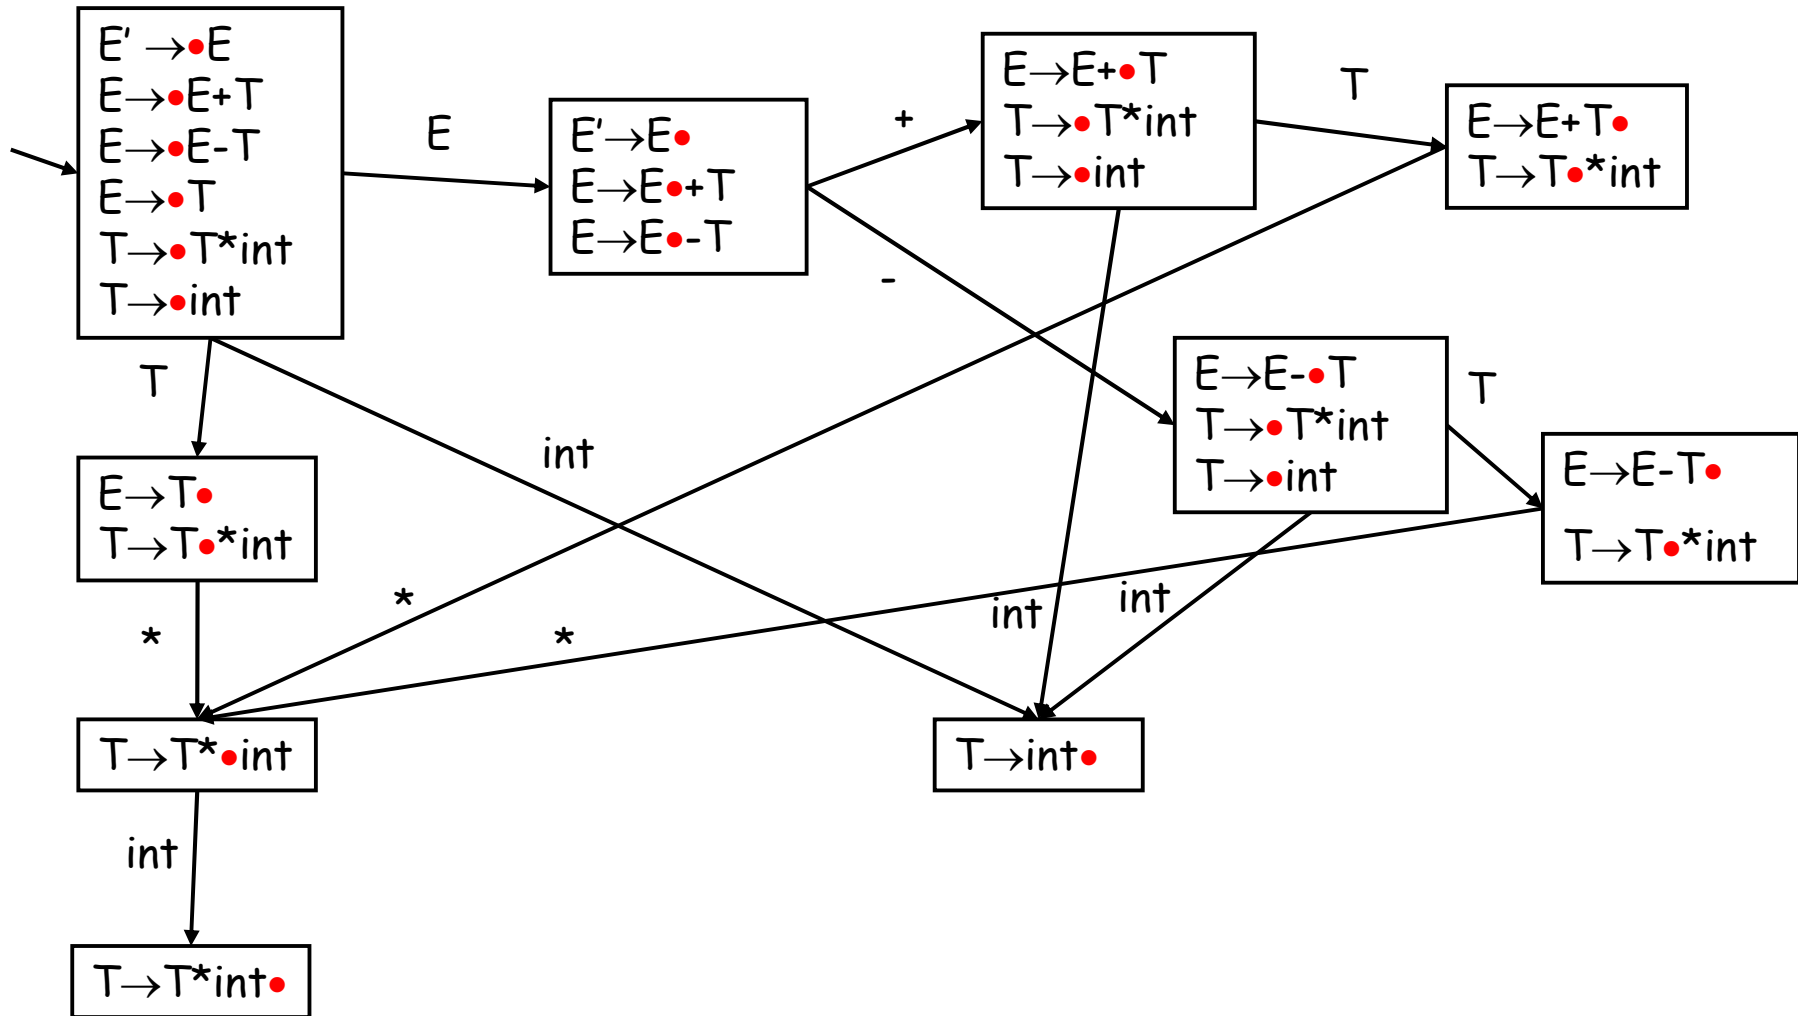 E′ →•E
E→•E+T
E→•E-T
E→•T
T→•T*int
T→•int
E
E′→E•
E→E•+T
E→E•-T
+
-
E→E+•T
T→•T*int
T→•int
T
E→E+T•
T→T•*int
E→E-•T
T→•T*int
T→•int
T
E→E-T•
T→T•*int
T
int
E→T•
T→T•*int
*
*
*
int
int
T→T*•int
T→int•
int
T→T*int•